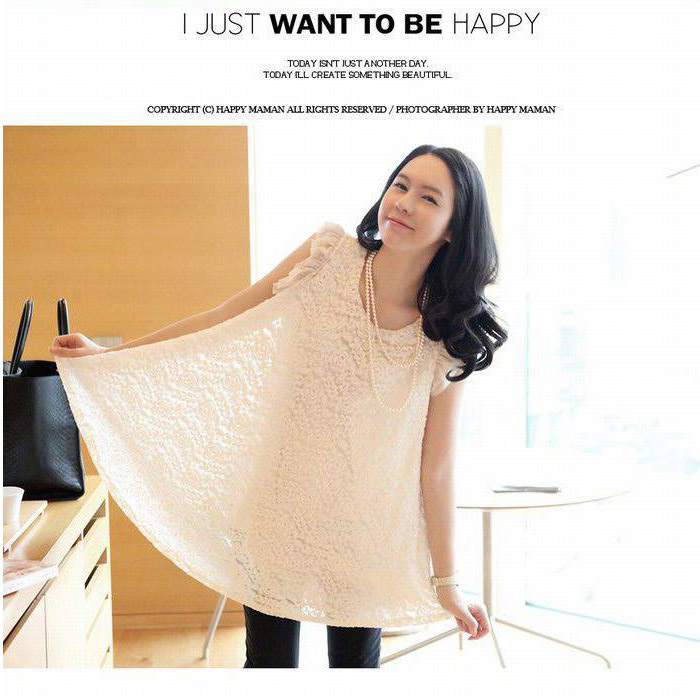 I JUST WANT TO BE HAPPY
TODAY ISN'T JUST ANOTHER DAY.
TODAY I'LL CREATE SOMETHING BEAUTIFUL.
COPYRIGHT (C) HAPPY MAMAN ALL RIGHTS RESERVED / PHOTOGRAPHER BY HAPPY MAMAN